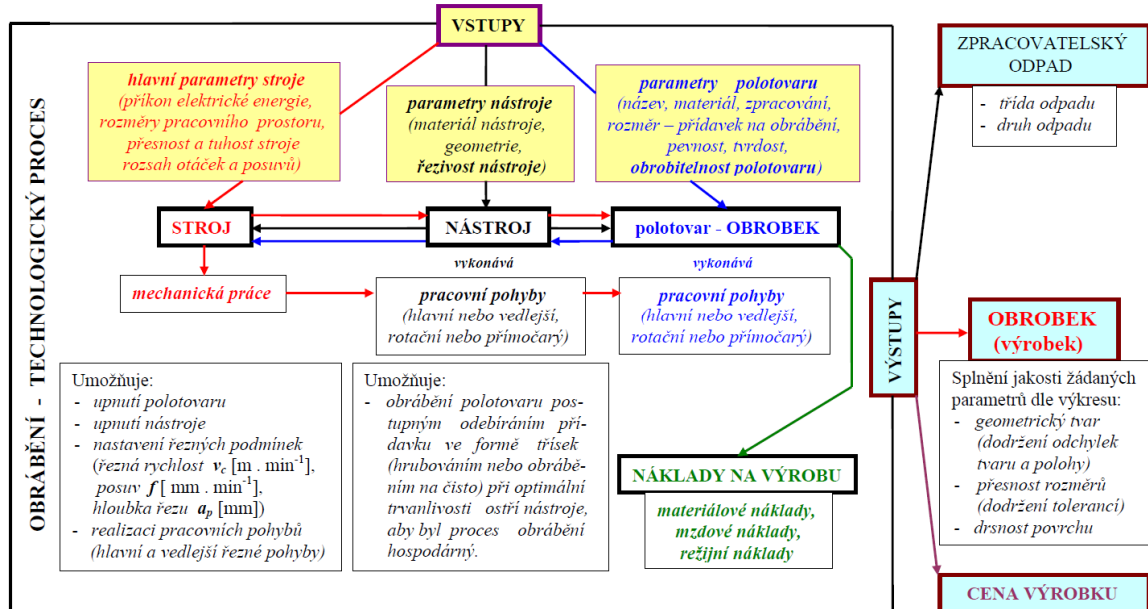 OBRÁBĚNÍ - TECHNOLOGICKÝ PROCES
VSTUPY
hlavní parametry stroje
(příkon elektrické energie,
rozměry pracovního prostoru,
přesnost a tuhost stroje
rozsah otáček a posuvů)
parametry nástroje
(materiál nástroje,
geometrie,
řezivost nástroje)
parametry polotovaru
(název, materiál, zpracování,
rozměr – přídavek na obrábění,
pevnost, tvrdost,
obrobitelnost polotovaru)
STROJ
NÁSTROJ
polotovar - OBROBEK
vykonává
vykonává
mechanická práce
pracovní pohyby
(hlavní nebo vedlejší,
rotační nebo přímočarý)
pracovní pohyby
(hlavní nebo vedlejší,
rotační nebo přímočarý)
Umožňuje:
- upnutí polotovaru
- upnutí nástroje
- nastavení řezných podmínek
(řezná rychlost vc [m . min-1],
posuv f [ mm . min-1],
hloubka řezu ap [mm])
- realizaci pracovních pohybů
(hlavní a vedlejší řezné pohyby)
Umožňuje:
- obrábění polotovaru pos-
tupným odebíráním pří-
davku ve formě třísek
(hrubováním nebo obrábě-
ním na čisto) při optimální
trvanlivosti ostří nástroje,
aby byl proces obrábění
hospodárný.
NÁKLADY NA VÝROBU
materiálové náklady,
mzdové náklady,
režijní náklady
VÝSTUPY
ZPRACOVATELSKÝ
ODPAD
- třída odpadu
- druh odpadu
OBROBEK
(výrobek)
Splnění jakosti žádaných
parametrů dle výkresu:
- geometrický tvar
(dodržení odchylek
tvaru a polohy)
- přesnost rozměrů
(dodržení tolerancí)
- drsnost povrchu
CENA VÝROBKU